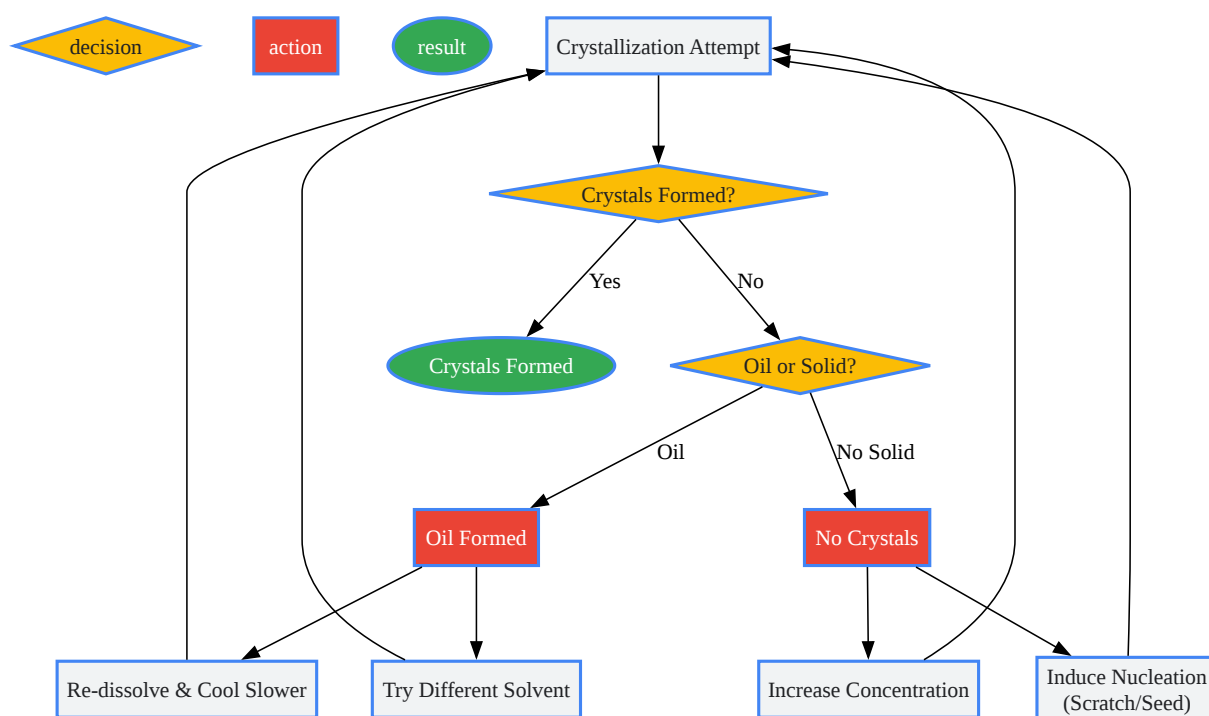 decision
action
result
Crystallization Attempt
Crystals Formed?
Yes
No
Crystals Formed
Oil or Solid?
Oil
No Solid
Oil Formed
No Crystals
Re-dissolve & Cool Slower
Try Different Solvent
Increase Concentration
Induce Nucleation
(Scratch/Seed)